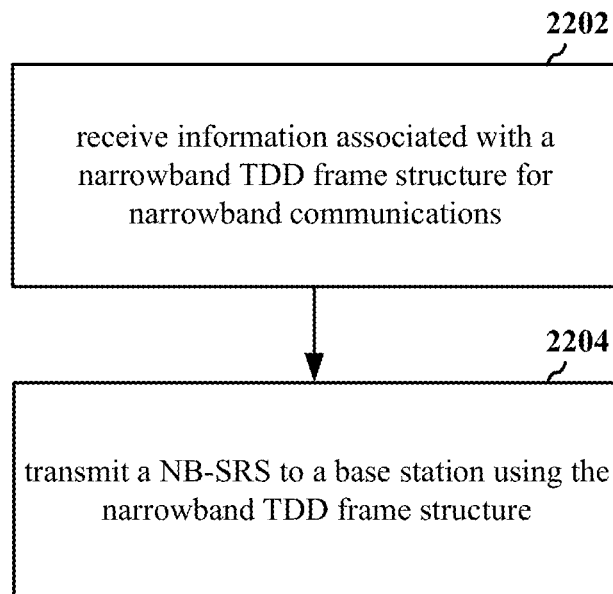 2202
receive information associated with a
narrowband TDD frame structure for
narrowband communications
2204
transmit a NB-SRS to a base station using the
narrowband TDD frame structure